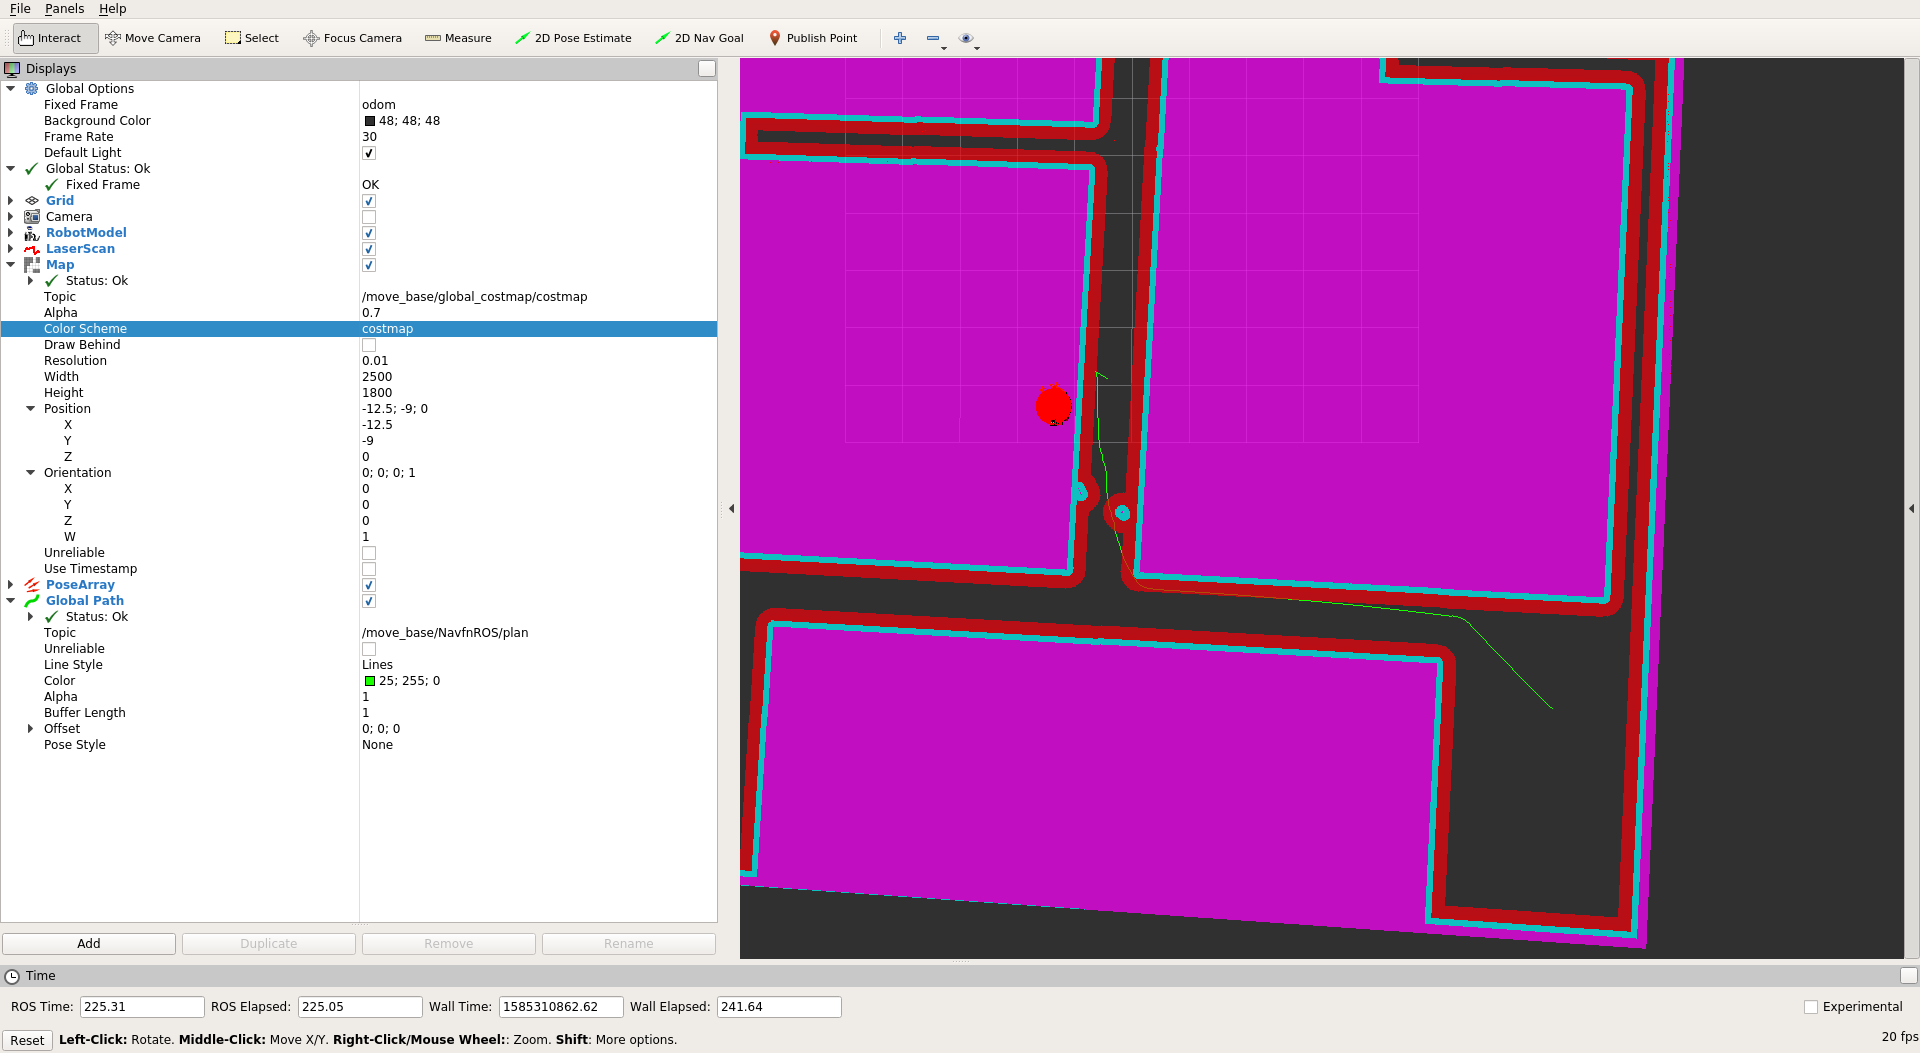 File Panels Help
Interact Move Camera Select Focus Camera Measure 2D Pose Estimate 2D Nav Goal Publish Point
Displays
Global Options
Fixed Frame odom
Background Color 48; 48; 48
Frame Rate 30
Default Light
Global Status: Ok
Fixed Frame OK
Grid
Camera
RobotModel
LaserScan
Map
Status: Ok
Topic /move_base/global_costmap/costmap
Alpha 0.7
Color Scheme costmap
Draw Behind
Resolution 0.01
Width 2500
Height 1800
Position -12.5; -9; 0
X -12.5
Y -9
Z 0
Orientation 0; 0; 0; 1
X 0
Y 0
Z 0
W 1
Unreliable
Use Timestamp
PoseArray
Global Path
Status: Ok
Topic /move_base/NavfnROS/plan
Unreliable
Line Style Lines
Color 25; 255; 0
Alpha 1
Buffer Length 1
Offset 0; 0; 0
Pose Style None
Add Duplicate Remove Rename
Time
ROS Time: 225.31 ROS Elapsed: 225.05 Wall Time: 1585310862.62 Wall Elapsed: 241.64 Experimental
Reset Left-Click: Rotate. Middle-Click: Move X/Y. Right-Click/Mouse Wheel:: Zoom. Shift: More options. 20 fps